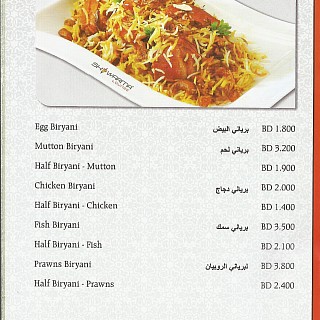 SHAWARMA
Egg Biryani برياني البيض BD 1.800
Mutton Biryani برياني لحم BD 3.200
Half Biryani - Mutton BD 1.900
Chicken Biryani برياني دجاج BD 2.000
Half Biryani - Chicken BD 1.400
Fish Biryani برياني سمك BD 3.500
Half Biryani - Fish BD 2.100
Prawns Biryani لبرياني الروبيان BD 3.800
Half Biryani - Prawns BD 2.400